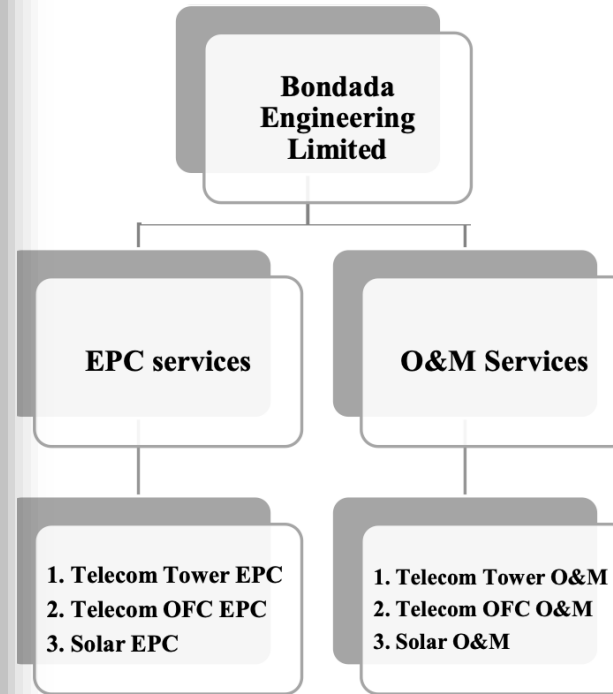 Bondada
Engineering
Limited
EPC services
O&M Services
1. Telecom Tower EPC
2. Telecom OFC EPC
3. Solar EPC
1. Telecom Tower O&M
2. Telecom OFC O&M
3. Solar O&M